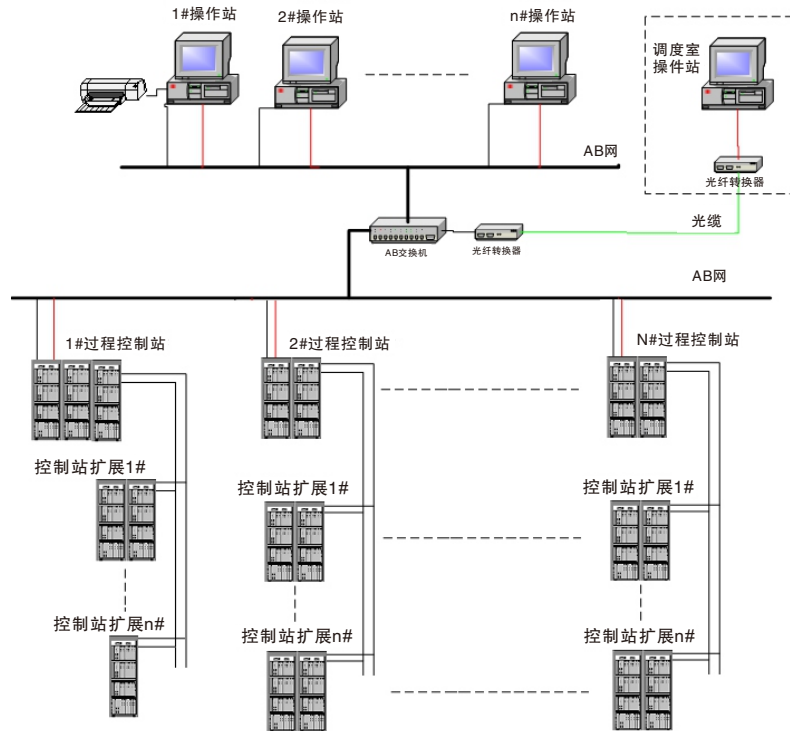 1#操作站
2#操作站
n#操作站
调度室
操件站
AB网
光纤转换器
光缆
AB交换机
光纤转换器
AB网
1#过程控制站
2#过程控制站
N#过程控制站
控制站扩展1#
控制站扩展1#
控制站扩展1#
控制站扩展n#
控制站扩展n#
控制站扩展n#